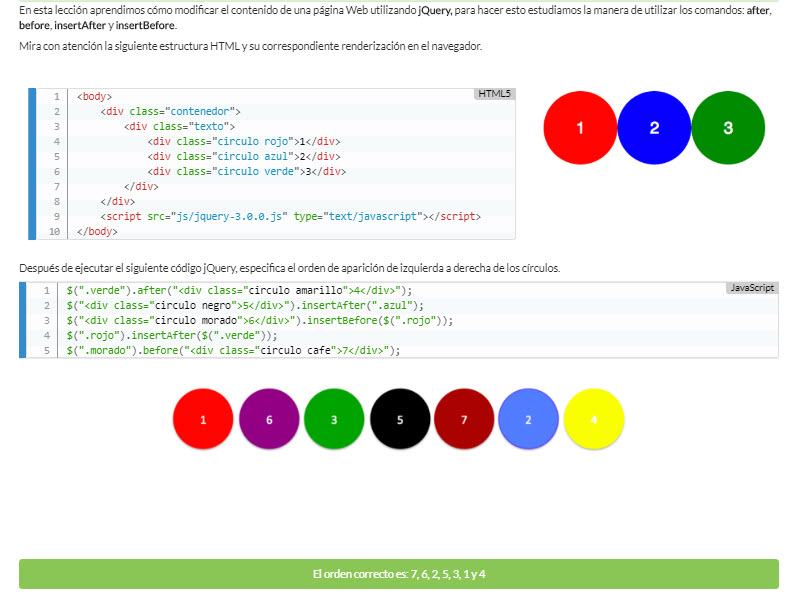 En esta lección aprendimos cómo modificar el contenido de una página Web utilizando jQuery, para hacer esto estudiamos la manera de utilizar los comandos: after,
before, insertAfter y insertBefore.
Mira con atención la siguiente estructura HTML y su correspondiente renderización en el navegador.
HTML5
1 <body>
2 <div class="contenedor">
3 <div class="texto">
4 <div class="circulo rojo">1</div>
5 <div class="circulo azul">2</div>
6 <div class="circulo verde">3</div>
7 </div>
8 </div>
9 <script src="js/jquery-3.0.0.js" type="text/javascript"></script>
10 </body>
1 2 3
Después de ejecutar el siguiente código jQuery, especifica el orden de aparición de izquierda a derecha de los círculos.
JavaScript
1 $(".verde").after("<div class="circulo amarillo">4</div>");
2 $("<div class="circulo negro">5</div>").insertAfter(".azul");
3 $("<div class="circulo morado">6</div>").insertBefore($(".rojo"));
4 $(".rojo").insertAfter($(".verde"));
5 $(".morado").before("<div class="circulo cafe">7</div>");
1 6 3 5 7 2 4
El orden correcto es: 7, 6, 2, 5, 3, 1 y 4